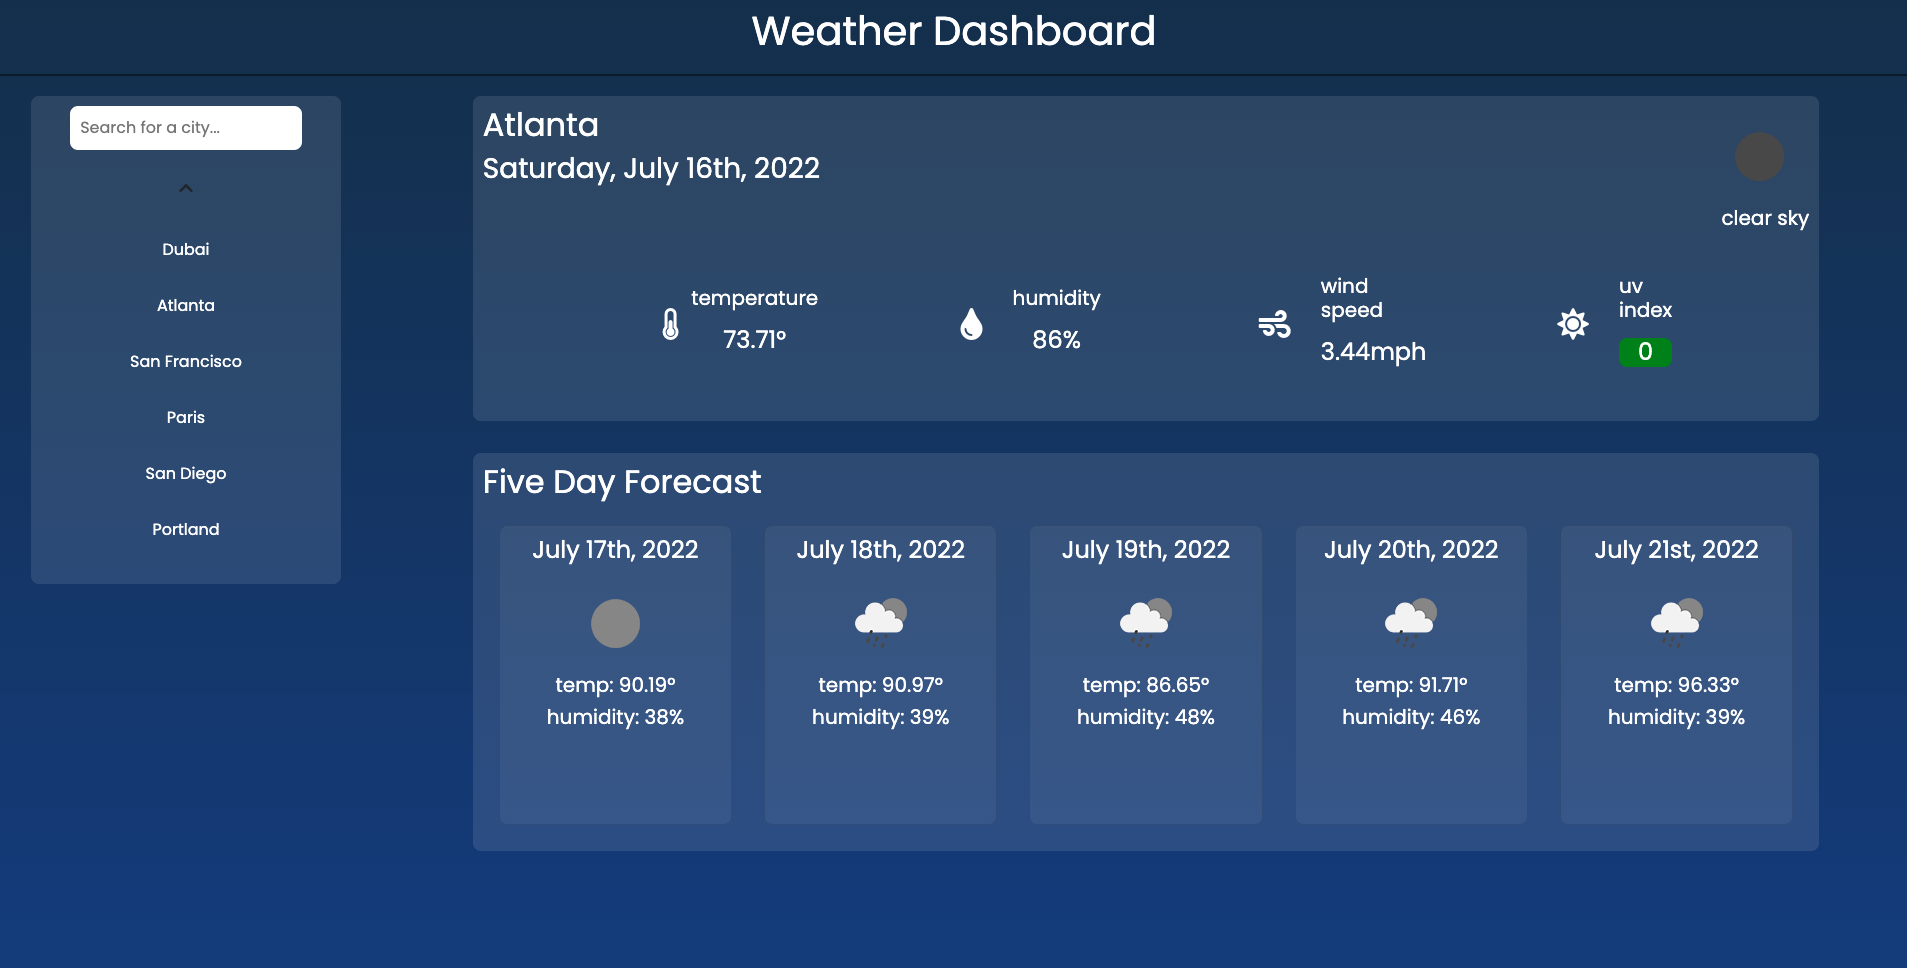 Weather Dashboard
Search for a city...
Dubai
Atlanta
San Francisco
Paris
San Diego
Portland
Atlanta
Saturday, July 16th, 2022
clear sky
temperature
73.71°
humidity
86%
wind
speed
3.44mph
uv
index
0
Five Day Forecast
July 17th, 2022
temp: 90.19°
humidity: 38%
July 18th, 2022
temp: 90.97°
humidity: 39%
July 19th, 2022
temp: 86.65°
humidity: 48%
July 20th, 2022
temp: 91.71°
humidity: 46%
July 21st, 2022
temp: 96.33°
humidity: 39%